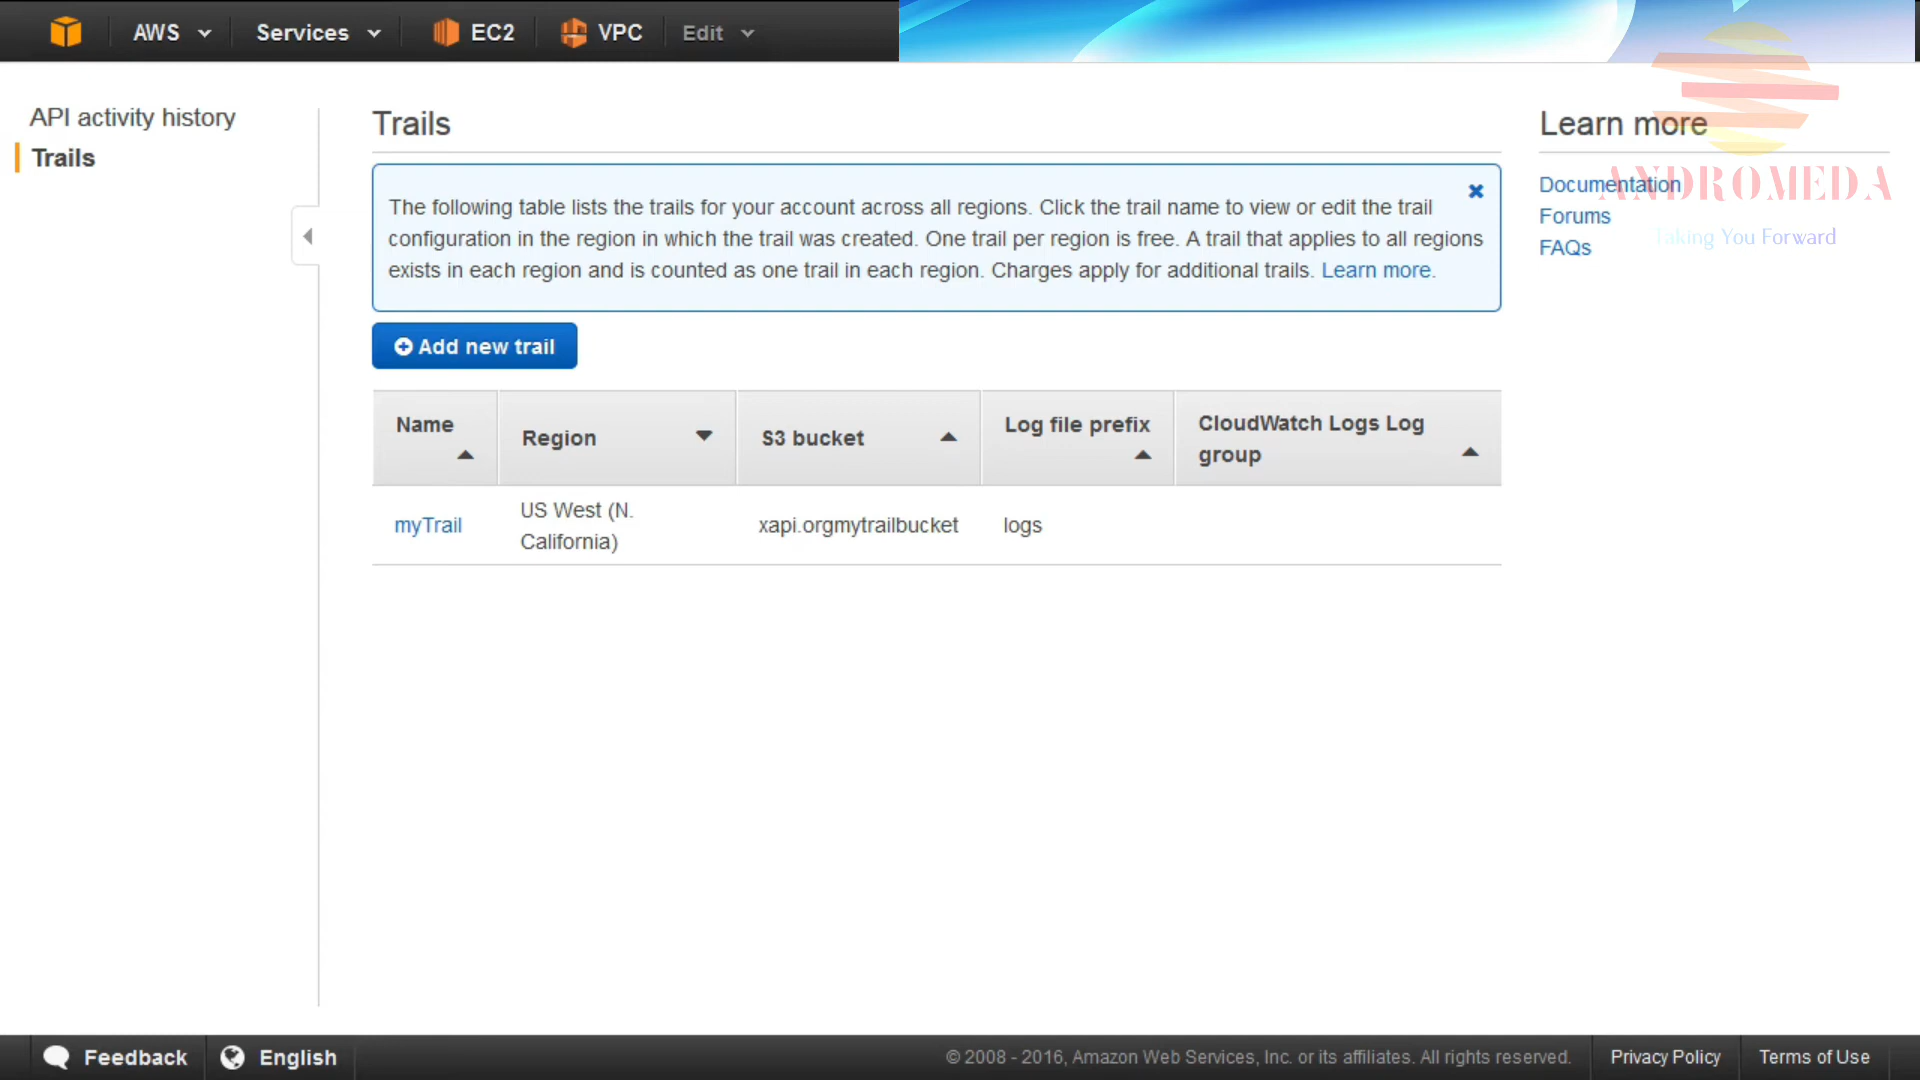 AWS Services EC2 VPC Edit
API activity history
Trails
Trails
The following table lists the trails for your account across all regions. Click the trail name to view or edit the trail
configuration in the region in which the trail was created. One trail per region is free. A trail that applies to all regions
exists in each region and is counted as one trail in each region. Charges apply for additional trails. Learn more.
Add new trail
Name Region S3 bucket Log file prefix CloudWatch Logs Log
group
myTrail US West (N.
California) xapi.orgmytrailbucket logs
Learn more
Documentation
Forums
FAQs
ANDROMEDA
Taking You Forward
Feedback English © 2008 - 2016, Amazon Web Services, Inc. or its affiliates. All rights reserved. Privacy Policy Terms of Use